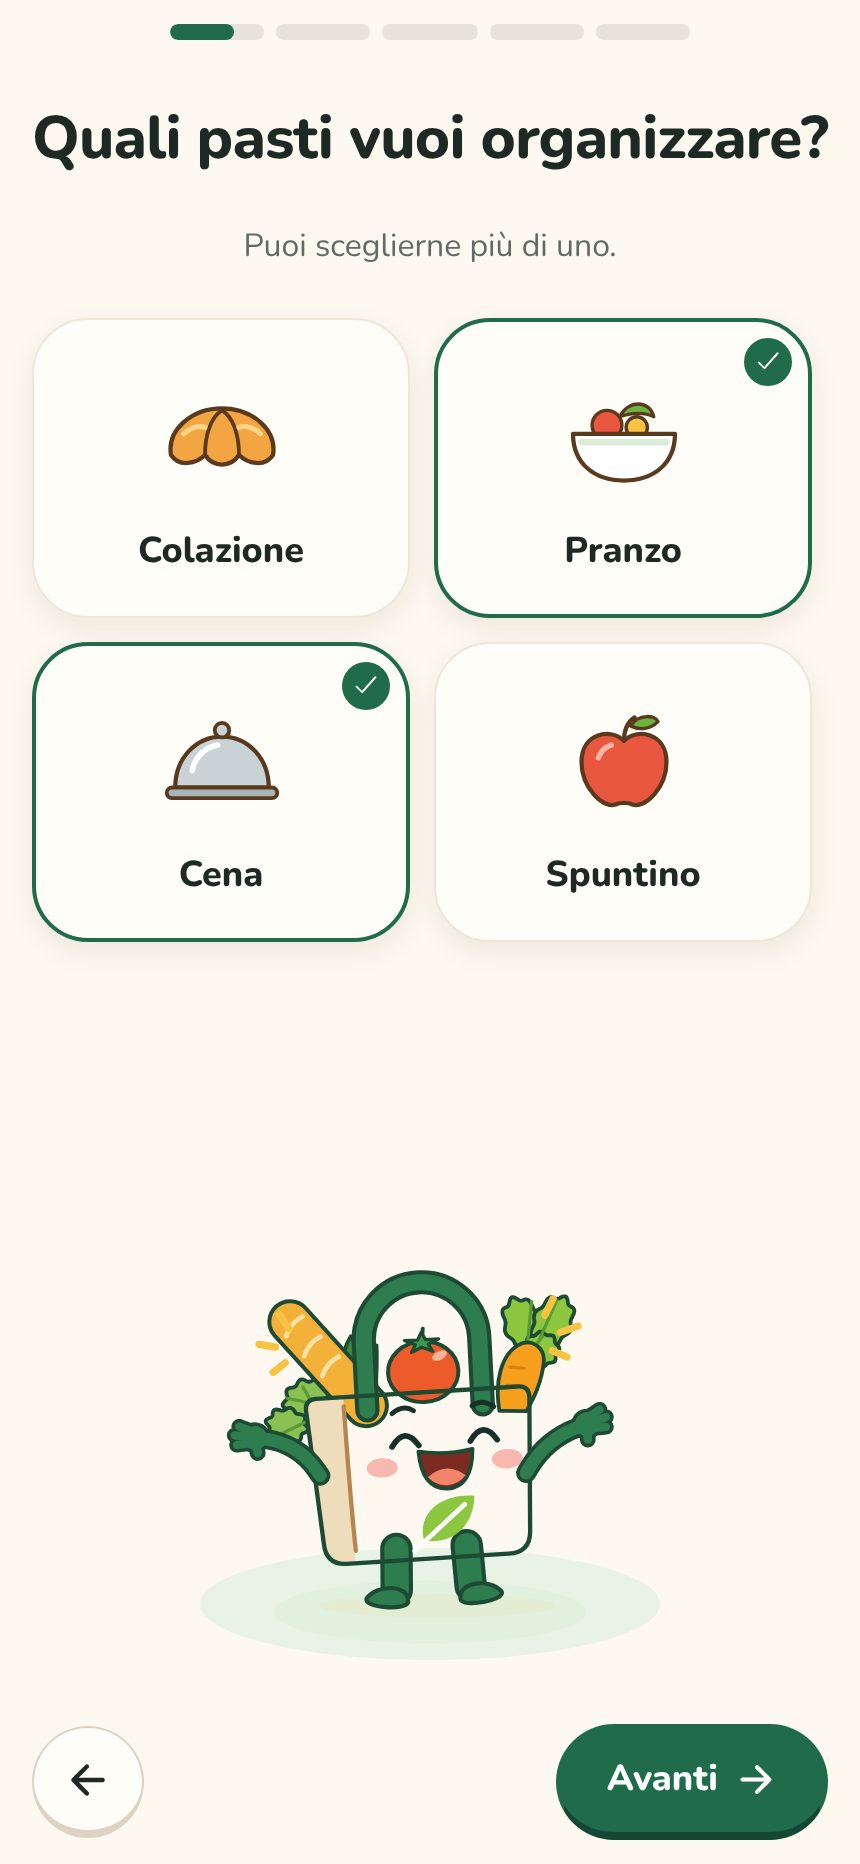 Quali pasti vuoi organizzare?
Puoi sceglierne più di uno.
Colazione
Pranzo
Cena
Spuntino
Avanti